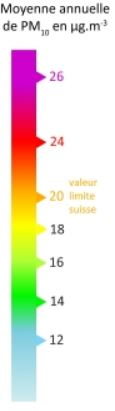 Moyenne annuelle
de PM₁₀ en µg.m⁻³
26
24
20 valeur
limite
suisse
18
16
14
12